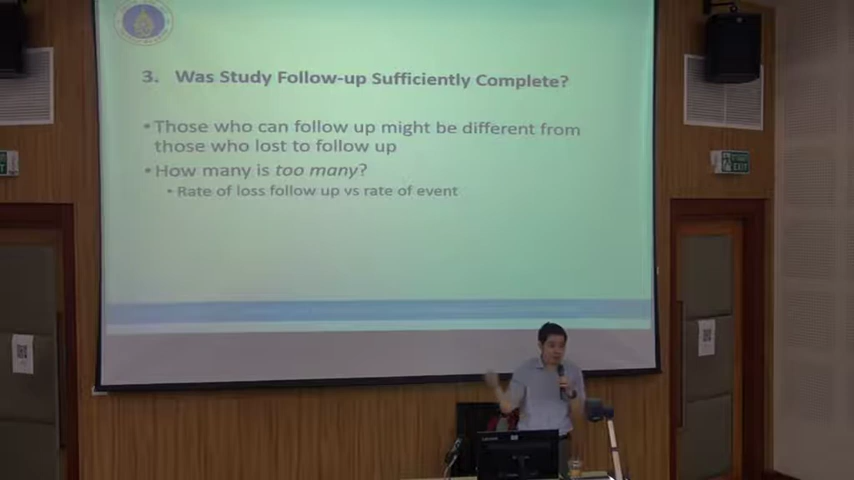 3. Was Study Follow-up Sufficiently Complete?
• Those who can follow up might be different from
those who lost to follow up
• How many is too many?
• Rate of loss follow up vs rate of event
EXIT